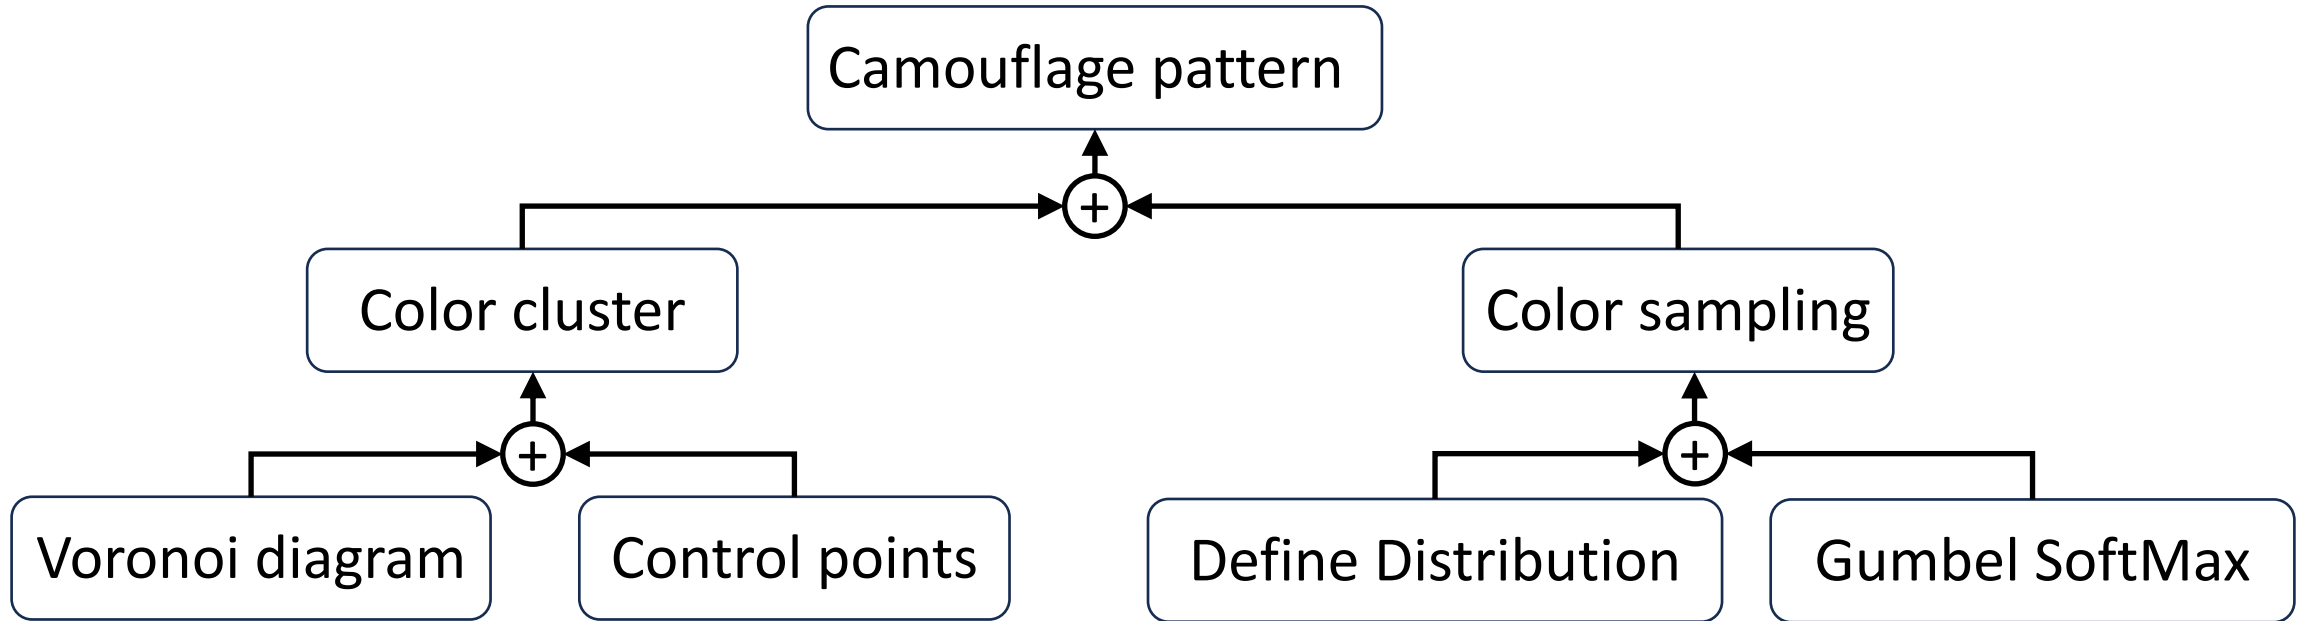 Camouflage pattern
+
Color cluster
Color sampling
+
+
Voronoi diagram
Control points
Define Distribution
Gumbel SoftMax